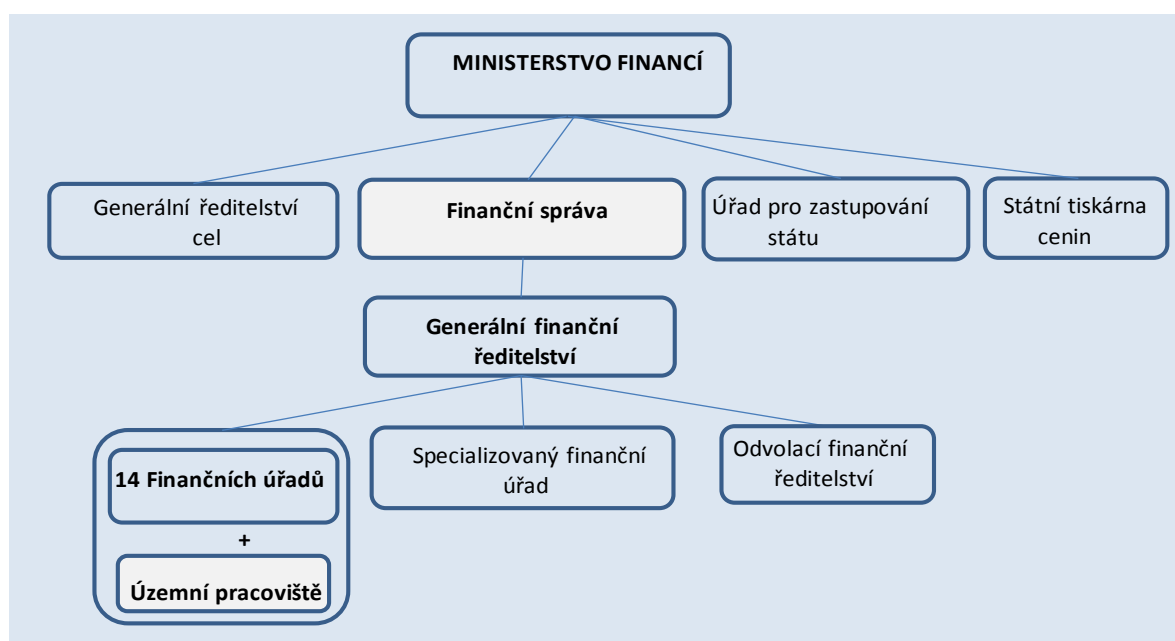 MINISTERSTVO FINANCÍ
Generální ředitelství
cel
Finanční správa
Úřad pro zastupování
státu
Státní tiskárna
cenin
Generální finanční
ředitelství
14 Finančních úřadů
+
Územní pracoviště
Specializovaný finanční
úřad
Odvolací finanční
ředitelství